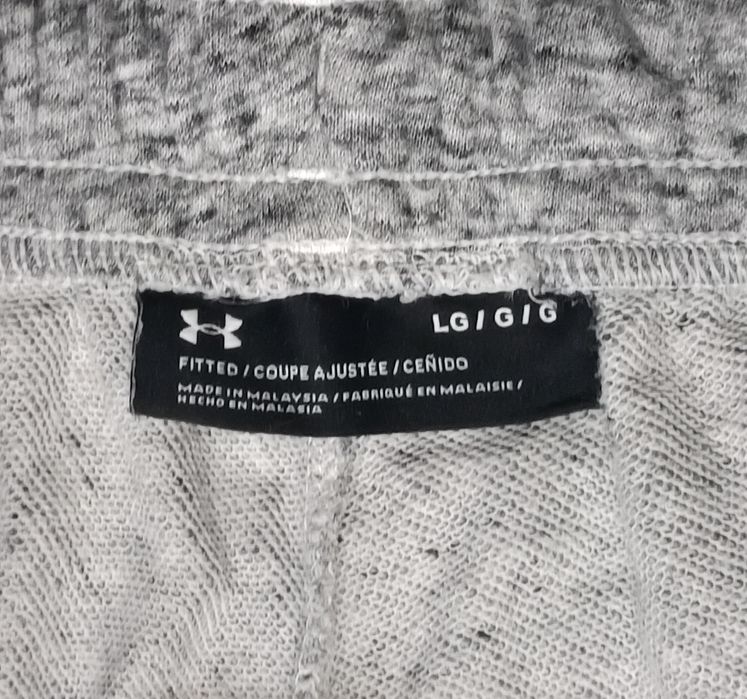 LG / G / G
FITTED / COUPE AJUSTÉE / CEÑIDO
MADE IN MALAYSIA / FABRIQUÉ EN MALAISIE /
HECHO EN MALASIA